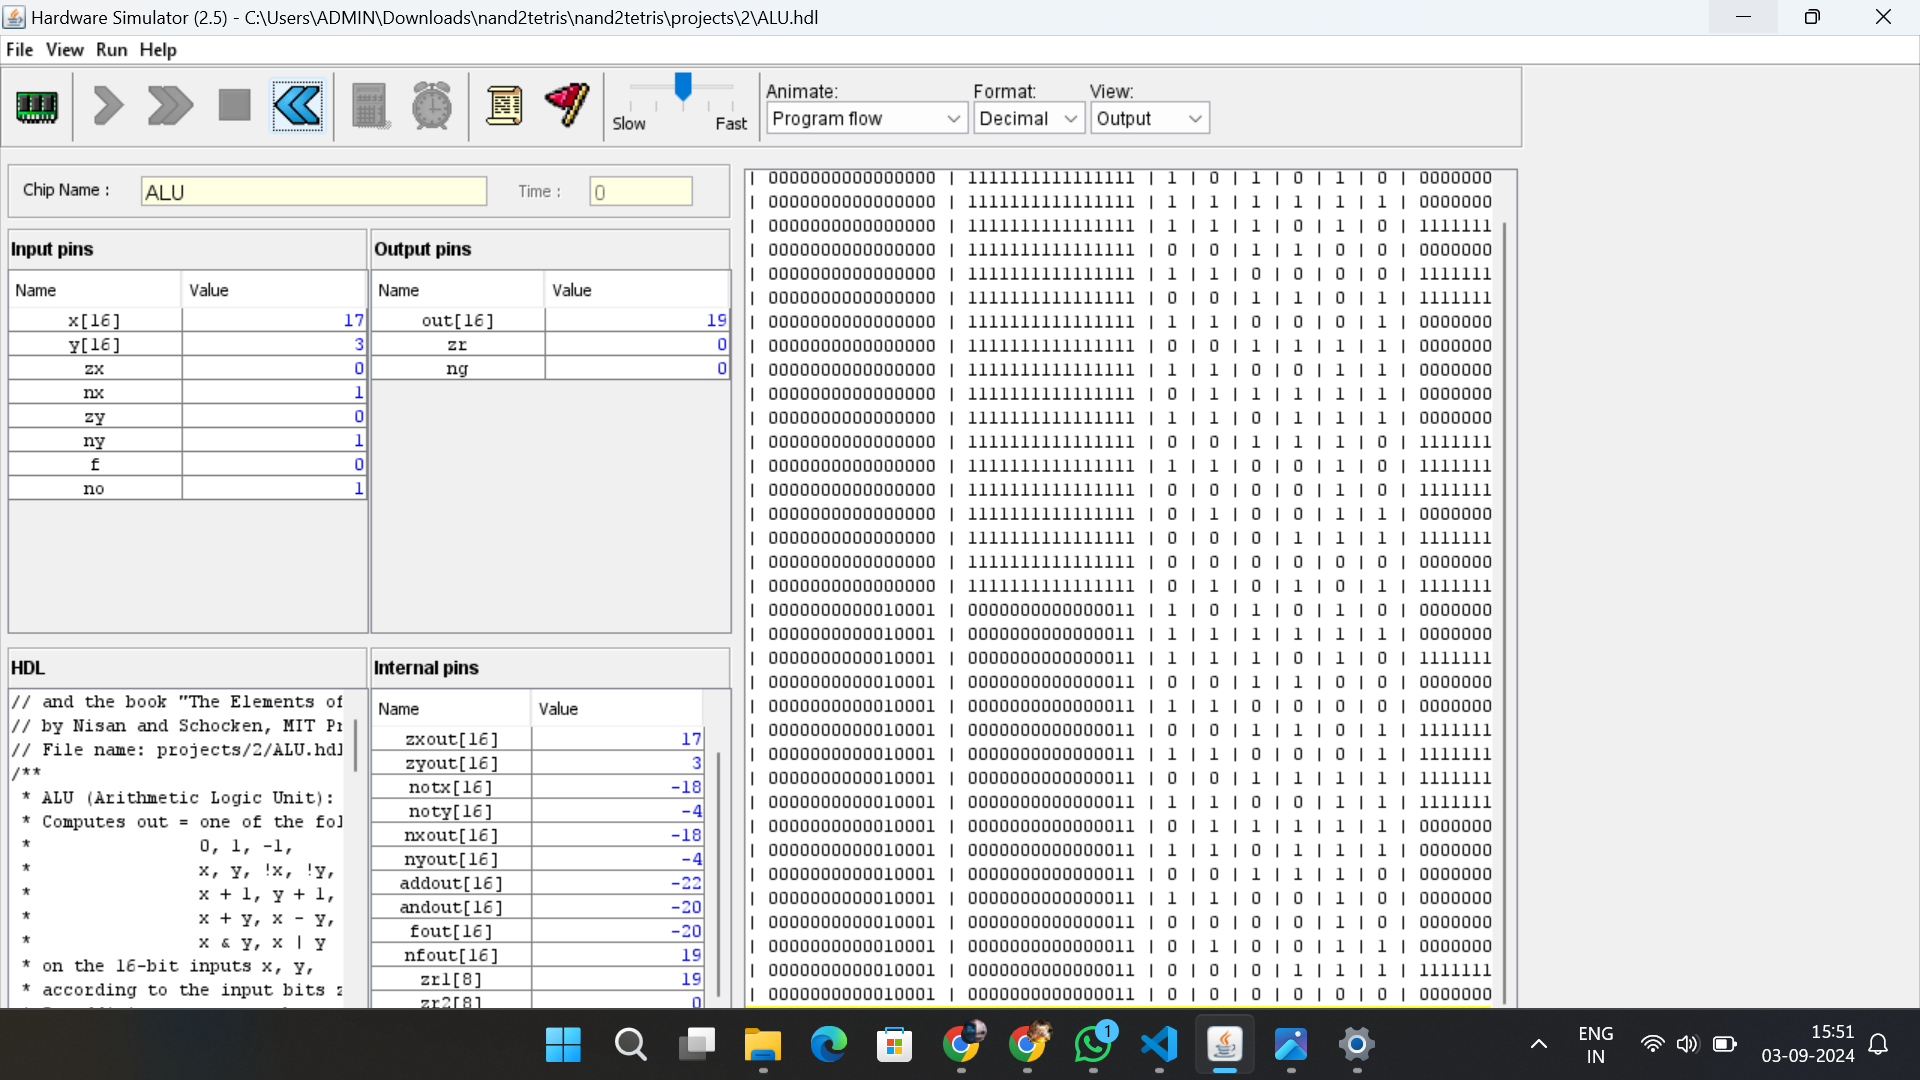 Hardware Simulator (2.5) - C:\Users\ADMIN\Downloads\nand2tetris\nand2tetris\projects\2\ALU.hdl
File View Run Help
Slow Fast
Animate: Format: View:
Program flow Decimal Output
Chip Name : ALU Time : 0
Input pins
Name Value
x[16] 17
y[16] 3
zx 0
nx 1
zy 0
ny 1
f 0
no 1
Output pins
Name Value
out[16] 19
zr 0
ng 0
HDL
// and the book "The Elements of
// by Nisan and Schocken, MIT Pr
// File name: projects/2/ALU.hdl
/**
* ALU (Arithmetic Logic Unit):
* Computes out = one of the fol
* 0, 1, -1,
* x, y, !x, !y,
* x + 1, y + 1,
* x + y, x - y,
* x & y, x | y
* on the 16-bit inputs x, y,
* according to the input bits z
Internal pins
Name Value
zxout[16] 17
zyout[16] 3
notx[16] -18
noty[16] -4
nxout[16] -18
nyout[16] -4
addout[16] -22
andout[16] -20
fout[16] -20
nfout[16] 19
zr1[8] 19
zr2[8] 0
| 0000000000000000 | 1111111111111111 | 1 | 0 | 1 | 0 | 1 | 0 | 0000000
| 0000000000000000 | 1111111111111111 | 1 | 1 | 1 | 1 | 1 | 1 | 0000000
| 0000000000000000 | 1111111111111111 | 1 | 1 | 1 | 0 | 1 | 0 | 1111111
| 0000000000000000 | 1111111111111111 | 0 | 0 | 1 | 1 | 0 | 0 | 0000000
| 0000000000000000 | 1111111111111111 | 1 | 1 | 0 | 0 | 0 | 0 | 1111111
| 0000000000000000 | 1111111111111111 | 0 | 0 | 1 | 1 | 0 | 1 | 1111111
| 0000000000000000 | 1111111111111111 | 1 | 1 | 0 | 0 | 0 | 1 | 0000000
| 0000000000000000 | 1111111111111111 | 0 | 0 | 1 | 1 | 1 | 1 | 0000000
| 0000000000000000 | 1111111111111111 | 1 | 1 | 0 | 0 | 1 | 1 | 0000000
| 0000000000000000 | 1111111111111111 | 0 | 1 | 1 | 1 | 1 | 1 | 0000000
| 0000000000000000 | 1111111111111111 | 1 | 1 | 0 | 1 | 1 | 1 | 0000000
| 0000000000000000 | 1111111111111111 | 0 | 0 | 1 | 1 | 1 | 0 | 1111111
| 0000000000000000 | 1111111111111111 | 1 | 1 | 0 | 0 | 1 | 0 | 1111111
| 0000000000000000 | 1111111111111111 | 0 | 0 | 0 | 0 | 1 | 0 | 1111111
| 0000000000000000 | 1111111111111111 | 0 | 1 | 0 | 0 | 1 | 1 | 0000000
| 0000000000000000 | 1111111111111111 | 0 | 0 | 0 | 1 | 1 | 1 | 1111111
| 0000000000000000 | 1111111111111111 | 0 | 0 | 0 | 0 | 0 | 0 | 0000000
| 0000000000000000 | 1111111111111111 | 0 | 1 | 0 | 1 | 0 | 1 | 1111111
| 0000000000010001 | 0000000000000011 | 1 | 0 | 1 | 0 | 1 | 0 | 0000000
| 0000000000010001 | 0000000000000011 | 1 | 1 | 1 | 1 | 1 | 1 | 0000000
| 0000000000010001 | 0000000000000011 | 1 | 1 | 1 | 0 | 1 | 0 | 1111111
| 0000000000010001 | 0000000000000011 | 0 | 0 | 1 | 1 | 0 | 0 | 0000000
| 0000000000010001 | 0000000000000011 | 1 | 1 | 0 | 0 | 0 | 0 | 0000000
| 0000000000010001 | 0000000000000011 | 0 | 0 | 1 | 1 | 0 | 1 | 1111111
| 0000000000010001 | 0000000000000011 | 1 | 1 | 0 | 0 | 0 | 1 | 1111111
| 0000000000010001 | 0000000000000011 | 0 | 0 | 1 | 1 | 1 | 1 | 1111111
| 0000000000010001 | 0000000000000011 | 1 | 1 | 0 | 0 | 1 | 1 | 1111111
| 0000000000010001 | 0000000000000011 | 0 | 1 | 1 | 1 | 1 | 1 | 0000000
| 0000000000010001 | 0000000000000011 | 1 | 1 | 0 | 1 | 1 | 1 | 0000000
| 0000000000010001 | 0000000000000011 | 0 | 0 | 1 | 1 | 1 | 0 | 0000000
| 0000000000010001 | 0000000000000011 | 1 | 1 | 0 | 0 | 1 | 0 | 0000000
| 0000000000010001 | 0000000000000011 | 0 | 0 | 0 | 0 | 1 | 0 | 0000000
| 0000000000010001 | 0000000000000011 | 0 | 1 | 0 | 0 | 1 | 1 | 0000000
| 0000000000010001 | 0000000000000011 | 0 | 0 | 0 | 1 | 1 | 1 | 1111111
| 0000000000010001 | 0000000000000011 | 0 | 0 | 0 | 0 | 0 | 0 | 0000000
1
ENG
IN
15:51
03-09-2024